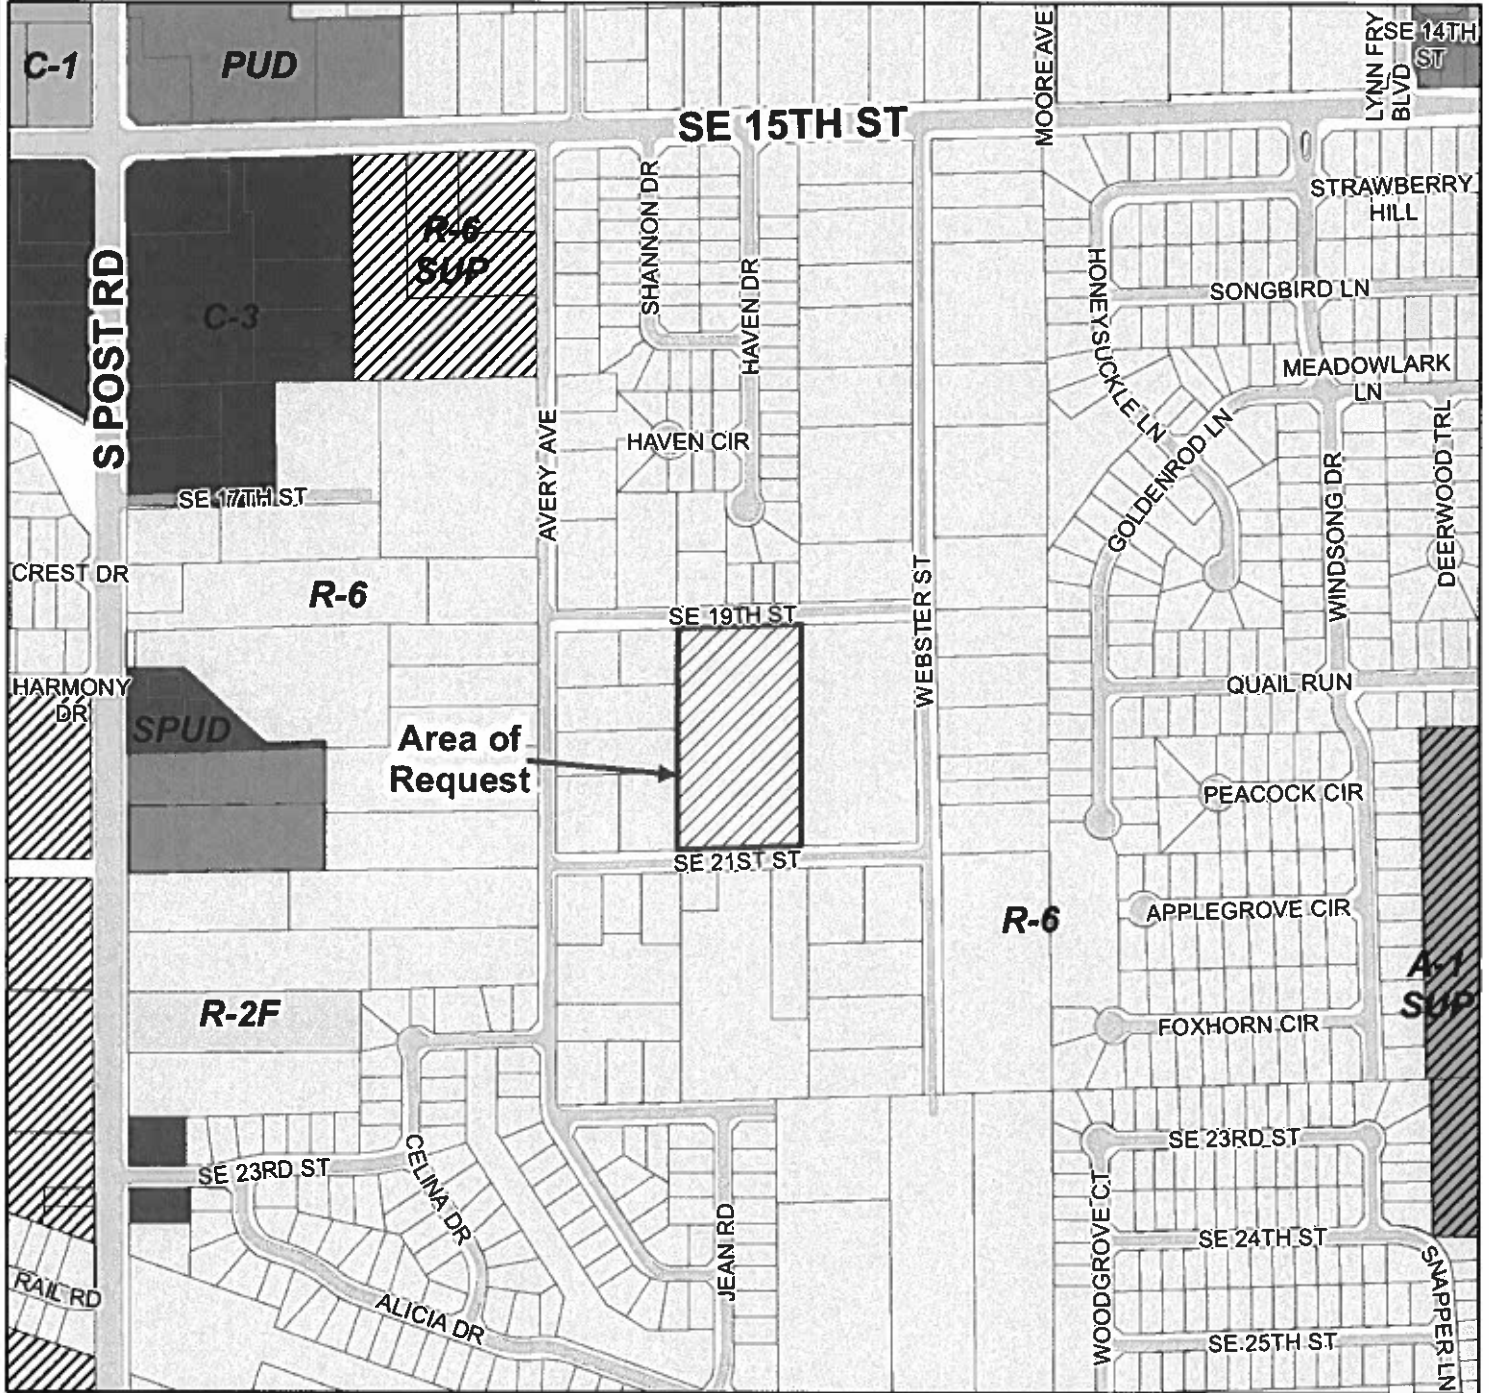 C-1
PUD
MOORE AVE
LYNN FRY
BLVD
SE 14TH
ST
SE 15TH ST
S POST RD
C-3
R-6
SUP
SHANNON DR
HAVEN DR
STRAWBERRY
HILL
HONEYSUCKLE LN
SONGBIRD LN
MEADOWLARK
LN
GOLDENROD LN
HAVEN CIR
AVERY AVE
WINDSONG DR
DEERWOOD TRL
SE 17TH ST
CREST DR
R-6
SE 19TH ST
WEBSTER ST
HARMONY
DR
SPUD
QUAIL RUN
Area of
Request
PEACOCK CIR
SE 21ST ST
R-6
APPLEGROVE CIR
A-1
SUP
R-2F
FOXHORN CIR
SE 23RD ST
CELINA DR
SE 23RD ST
JEAN RD
WOODGROVE CT
SE 24TH ST
SNAPPER LN
RAIL RD
ALICIA DR
SE 25TH ST